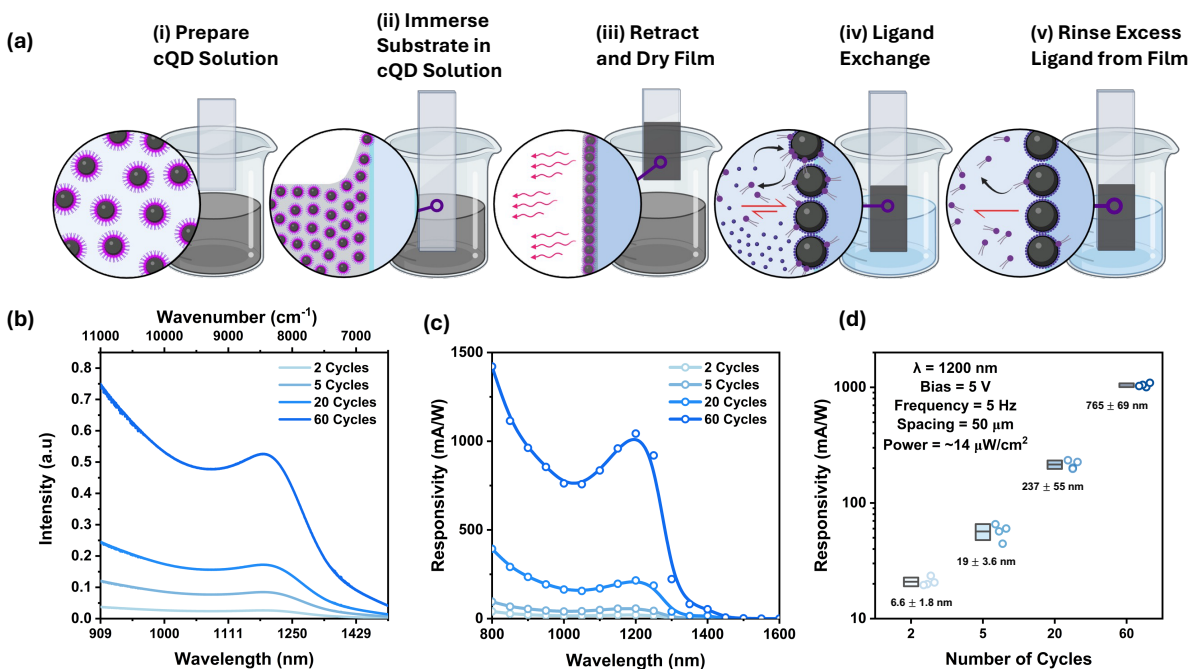 (a)
(i) Prepare
cQD Solution
(ii) Immerse
Substrate in
cQD Solution
(iii) Retract
and Dry Film
(iv) Ligand
Exchange
(v) Rinse Excess
Ligand from Film
(b)
Wavenumber (cm⁻¹)
11000 10000 9000 8000 7000
0.8
0.7
0.6
0.5
0.4
0.3
0.2
0.1
0.0
Intensity (a.u)
2 Cycles
5 Cycles
20 Cycles
60 Cycles
909 1000 1111 1250 1429
Wavelength (nm)
(c)
1500
1000
500
0
Responsivity (mA/W)
2 Cycles
5 Cycles
20 Cycles
60 Cycles
800 1000 1200 1400 1600
Wavelength (nm)
(d)
1000
100
10
Responsivity (mA/W)
λ = 1200 nm
Bias = 5 V
Frequency = 5 Hz
Spacing = 50 μm
Power = ~14 μW/cm²
765 ± 69 nm
237 ± 55 nm
19 ± 3.6 nm
6.6 ± 1.8 nm
2 5 20 60
Number of Cycles